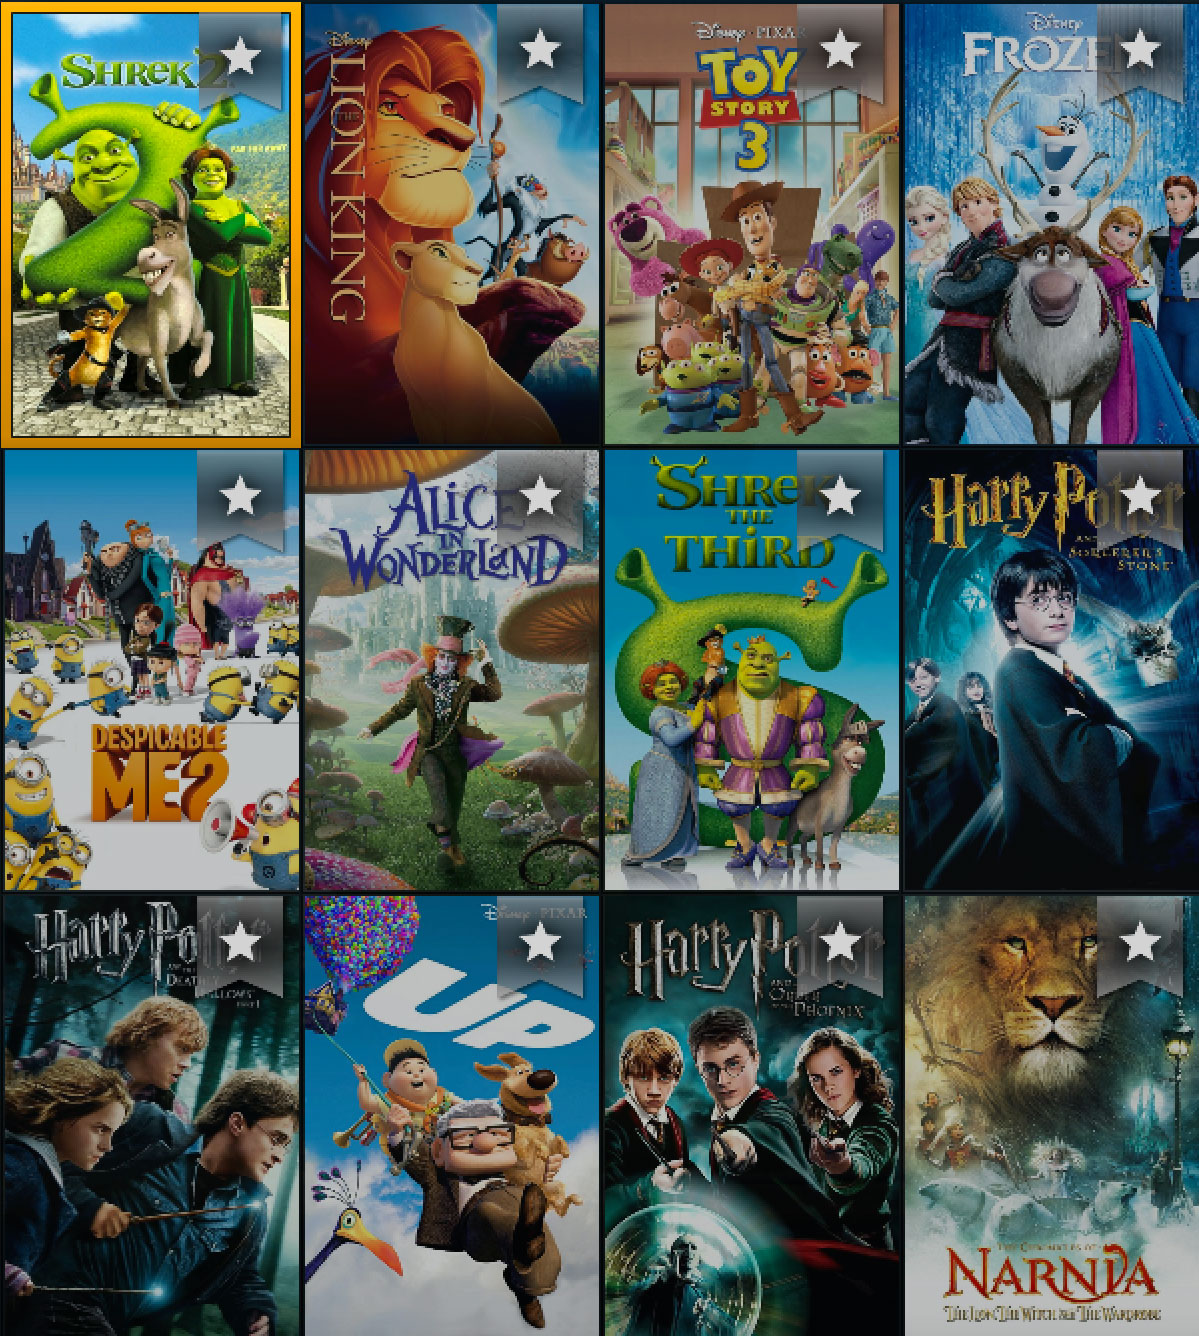 SHREK 2
FAR FAR AWAY
Disney
THE
LION KING
Disney · PIXAR
TOY
STORY
3
Disney
FROZEN
DESPICABLE
ME 2
ALICE
IN
WONDERLAND
SHREK
THE
THIRD
Harry Potter
AND THE
SORCERER'S
STONE
Harry Potter
AND THE
DEATHLY
HALLOWS
PART 1
Disney · PIXAR
UP
Harry Potter
AND THE
ORDER
OF THE
PHOENIX
THE CHRONICLES OF
NARNIA
THE LION, THE WITCH AND THE WARDROBE